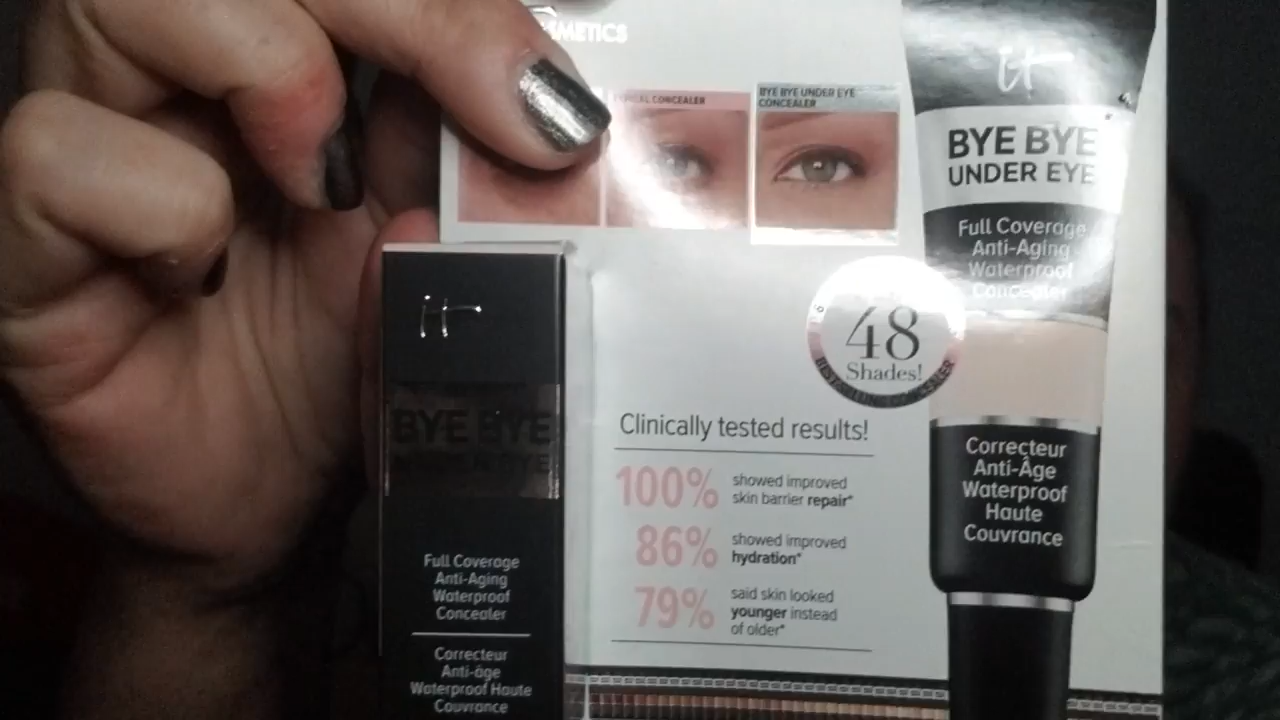 SMETICS
CONCEALER
BYE BYE UNDER EYE
CONCEALER
it
BYE BYE
UNDER EYE
Full Coverage
Anti-Aging
Waterproof
Concealer
48
Shades!
Clinically tested results!
100% showed improved
skin barrier repair*
86% showed improved
hydration*
79% said skin looked
younger instead
of older*
Correcteur
Anti-Âge
Waterproof
Haute
Couvrance
it
BYE BYE
Full Coverage
Anti-Aging
Waterproof
Concealer
Correcteur
Anti-âge
Waterproof Haute
Couvrance